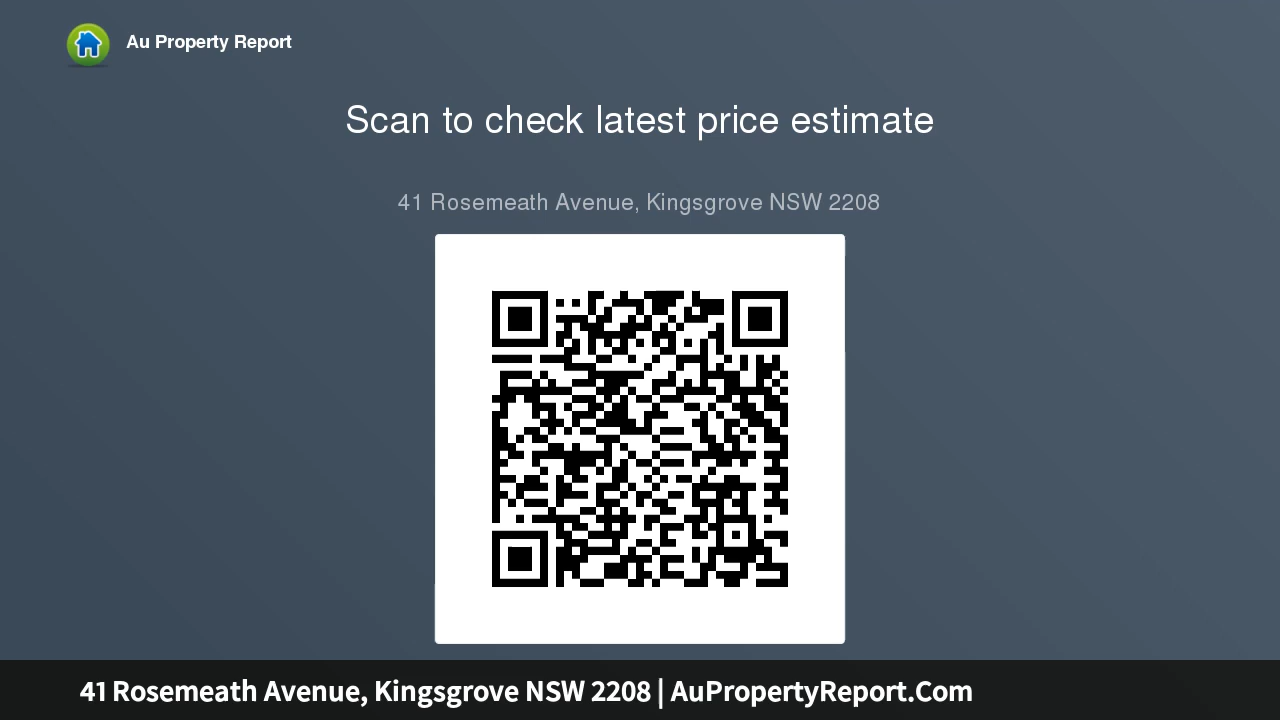 Au Property Report
Scan to check latest price estimate
41 Rosemeath Avenue, Kingsgrove NSW 2208
41 Rosemeath Avenue, Kingsgrove NSW 2208 | AuPropertyReport.Com